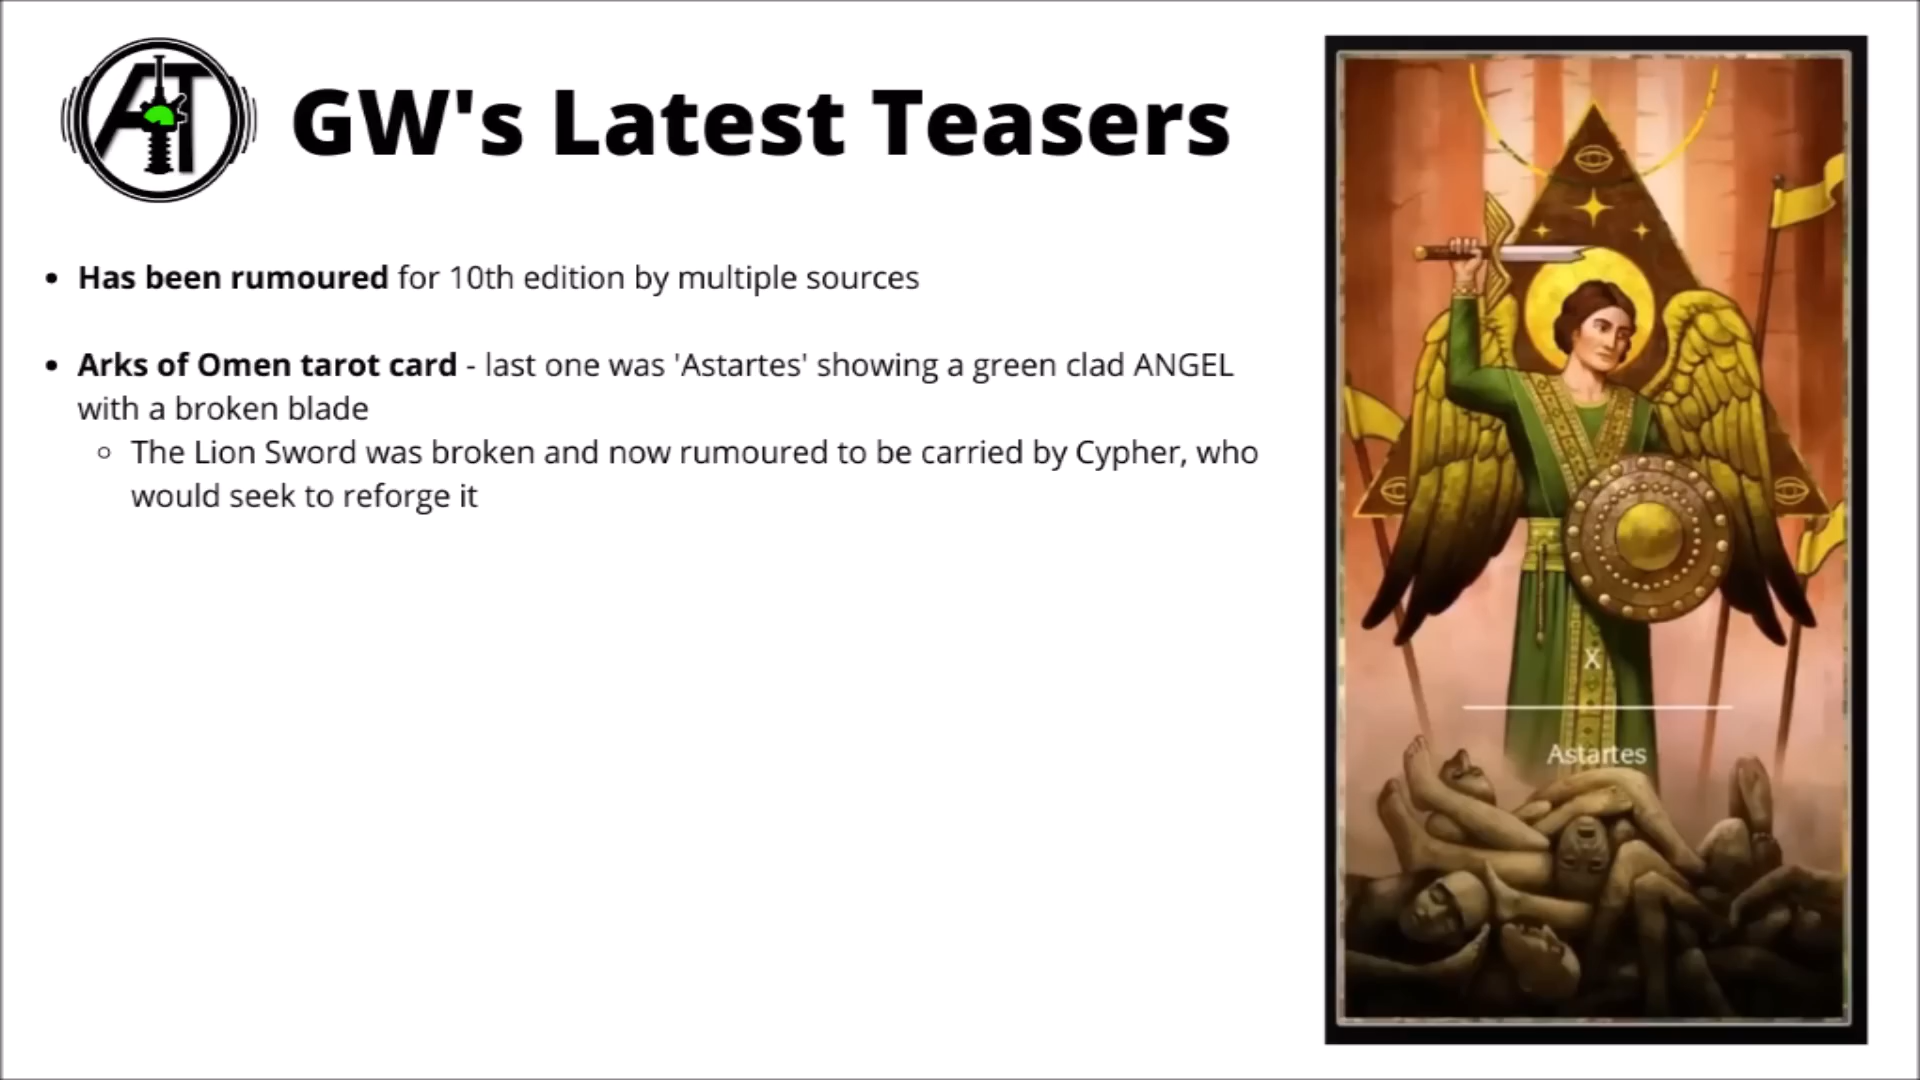 AT
GW's Latest Teasers
• Has been rumoured for 10th edition by multiple sources
• Arks of Omen tarot card - last one was 'Astartes' showing a green clad ANGEL
with a broken blade
○ The Lion Sword was broken and now rumoured to be carried by Cypher, who
would seek to reforge it
X
Astartes